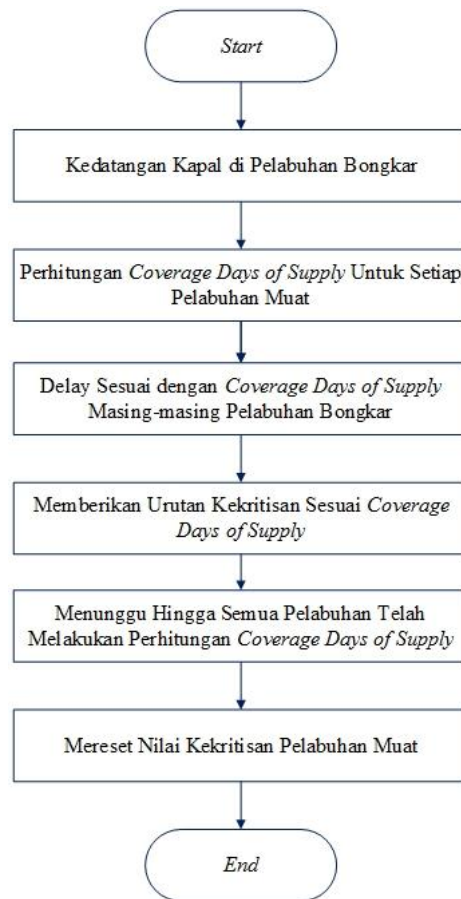 Start
Kedatangan Kapal di Pelabuhan Bongkar
Perhitungan Coverage Days of Supply Untuk Setiap
Pelabuhan Muat
Delay Sesuai dengan Coverage Days of Supply
Masing-masing Pelabuhan Bongkar
Memberikan Urutan Kekritisan Sesuai Coverage
Days of Supply
Menunggu Hingga Semua Pelabuhan Telah
Melakukan Perhitungan Coverage Days of Supply
Mereset Nilai Kekritisan Pelabuhan Muat
End